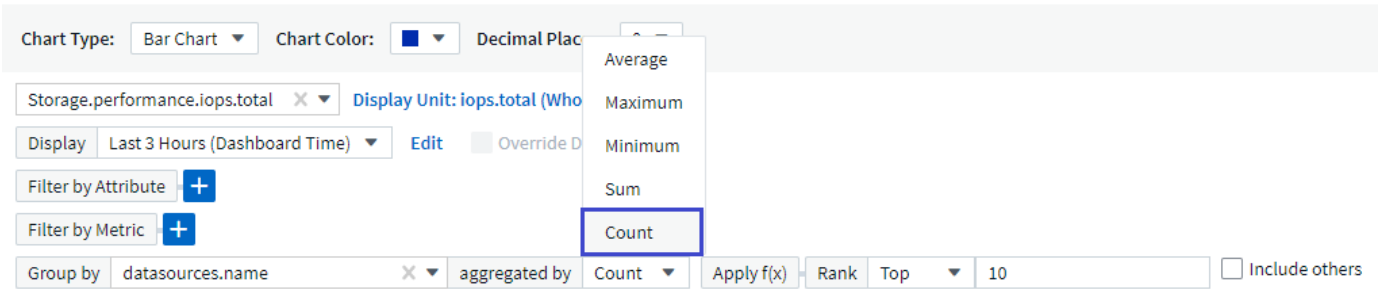 Chart Type: Bar Chart Chart Color: Decimal Plac
Average
Storage.performance.iops.total Display Unit: iops.total (Who
Maximum
Display Last 3 Hours (Dashboard Time) Edit Override D
Minimum
Filter by Attribute +
Sum
Filter by Metric +
Count
Group by datasources.name aggregated by Count Apply f(x) Rank Top 10 Include others